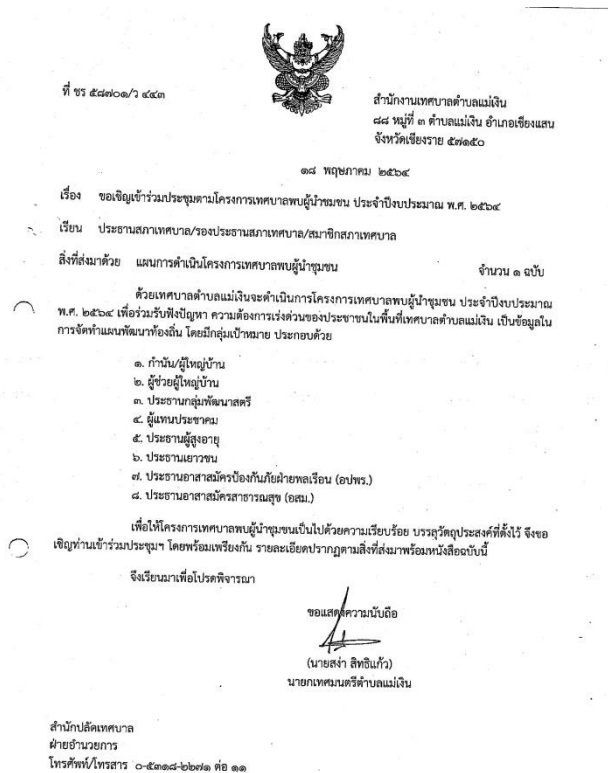 ที่ ชร ๕๘๗๐๑/ว ๔๔๓
สำนักงานเทศบาลตำบลแม่เงิน
๘๘ หมู่ที่ ๓ ตำบลแม่เงิน อำเภอเชียงแสน
จังหวัดเชียงราย ๕๗๑๕๐
๑๘ พฤษภาคม ๒๕๖๔
เรื่อง ขอเชิญเข้าร่วมประชุมตามโครงการเทศบาลพบผู้นำชุมชน ประจำปีงบประมาณ พ.ศ. ๒๕๖๔
เรียน ประธานสภาเทศบาล/รองประธานสภาเทศบาล/สมาชิกสภาเทศบาล
สิ่งที่ส่งมาด้วย แผนการดำเนินโครงการเทศบาลพบผู้นำชุมชน จำนวน ๑ ฉบับ
ด้วยเทศบาลตำบลแม่เงินจะดำเนินการโครงการเทศบาลพบผู้นำชุมชน ประจำปีงบประมาณ
พ.ศ. ๒๕๖๔ เพื่อร่วมรับฟังปัญหา ความต้องการเร่งด่วนของประชาชนในพื้นที่เทศบาลตำบลแม่เงิน เป็นข้อมูลใน
การจัดทำแผนพัฒนาท้องถิ่น โดยมีกลุ่มเป้าหมาย ประกอบด้วย
๑. กำนัน/ผู้ใหญ่บ้าน
๒. ผู้ช่วยผู้ใหญ่บ้าน
๓. ประธานกลุ่มพัฒนาสตรี
๔. ผู้แทนประชาคม
๕. ประธานผู้สูงอายุ
๖. ประธานเยาวชน
๗. ประธานอาสาสมัครป้องกันภัยฝ่ายพลเรือน (อปพร.)
๘. ประธานอาสาสมัครสาธารณสุข (อสม.)
เพื่อให้โครงการเทศบาลพบผู้นำชุมชนเป็นไปด้วยความเรียบร้อย บรรลุวัตถุประสงค์ที่ตั้งไว้ จึงขอ
เชิญท่านเข้าร่วมประชุมฯ โดยพร้อมเพรียงกัน รายละเอียดปรากฏตามสิ่งที่ส่งมาพร้อมหนังสือฉบับนี้
จึงเรียนมาเพื่อโปรดพิจารณา
ขอแสดงความนับถือ
(นายสง่า สิทธิแก้ว)
นายกเทศมนตรีตำบลแม่เงิน
สำนักปลัดเทศบาล
ฝ่ายอำนวยการ
โทรศัพท์/โทรสาร ๐-๕๓๑๘-๒๒๗๑ ต่อ ๑๑